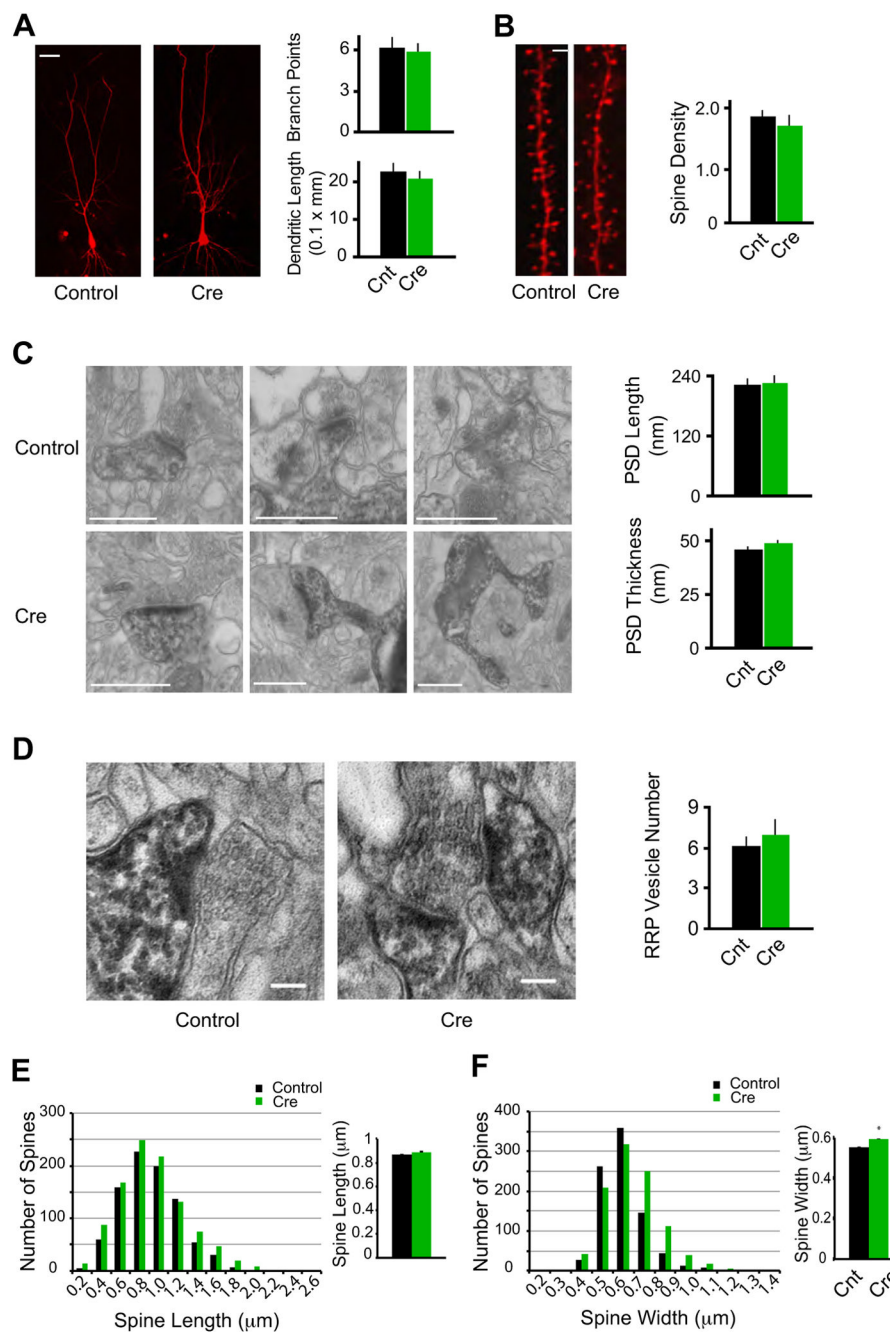 A
Control
Cre
Branch Points
6
3
0
Dendritic Length
(0.1 x mm)
20
10
0
Cnt
Cre
B
Control
Cre
Spine Density
2.0
1.0
0
Cnt
Cre
C
Control
Cre
PSD Length
(nm)
240
120
0
PSD Thickness
(nm)
50
25
0
Cnt
Cre
D
Control
Cre
RRP Vesicle Number
9
6
3
0
Cnt
Cre
E
Control
Cre
Number of Spines
300
200
100
0
0.2
0.4
0.6
0.8
1.0
1.2
1.4
1.6
2.0
2.4
2.6
Spine Length (μm)
Spine Length (μm)
1
0.8
0.6
0.4
0.2
0
F
Control
Cre
Number of Spines
400
300
200
100
0
0.2
0.3
0.4
0.5
0.6
0.7
0.8
0.9
1.0
1.1
1.2
1.4
Spine Width (μm)
Spine Width (μm)
0.6
0.4
0.2
0
*
Cnt
Cre